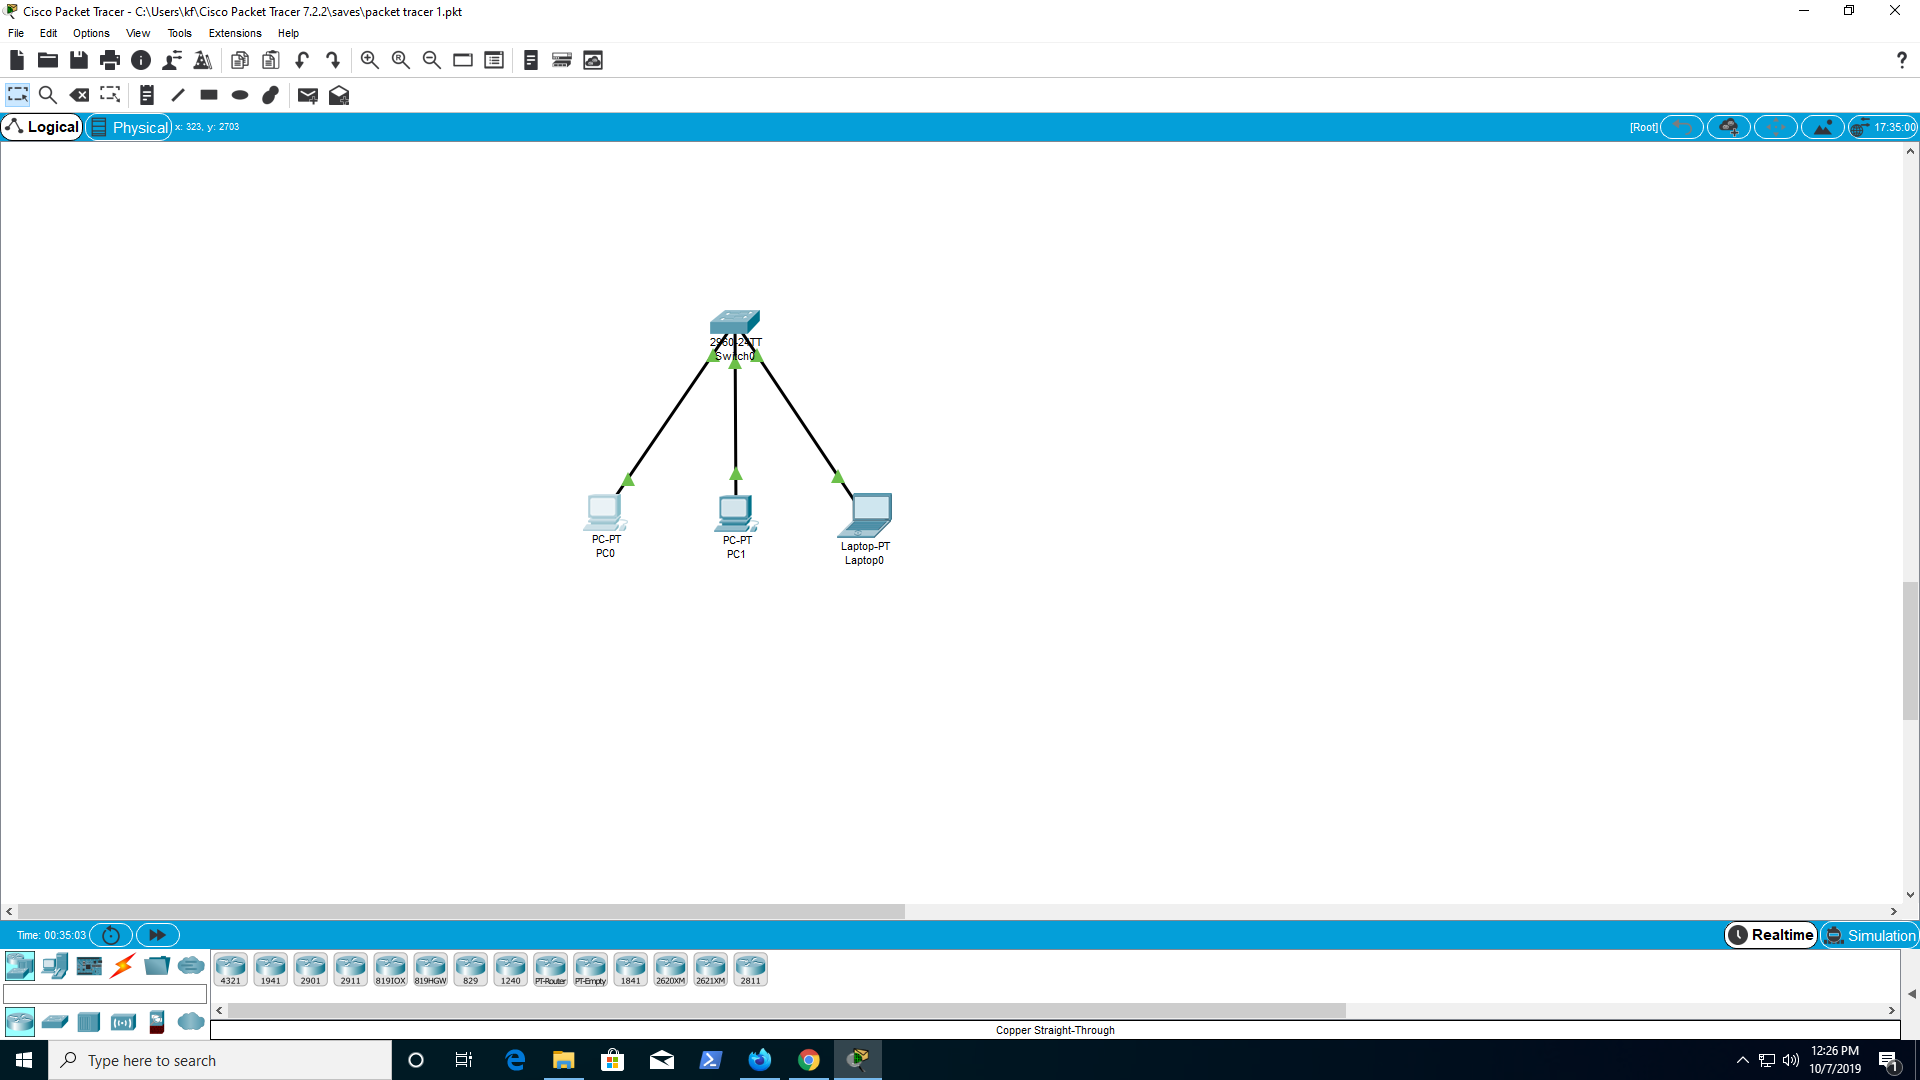 Cisco Packet Tracer - C:\Users\kf\Cisco Packet Tracer 7.2.2\saves\packet tracer 1.pkt
File Edit Options View Tools Extensions Help
?
Logical Physical x: 323, y: 2703 [Root] 17:35:00
2960-24TT
Switch0
PC-PT
PC0
PC-PT
PC1
Laptop-PT
Laptop0
Time: 00:35:03 Realtime Simulation
4321 1941 2901 2911 819IOX 819HGW 829 1240 PT-Router PT-Empty 1841 2620XM 2621XM 2811
Copper Straight-Through
Type here to search
12:26 PM
10/7/2019
1